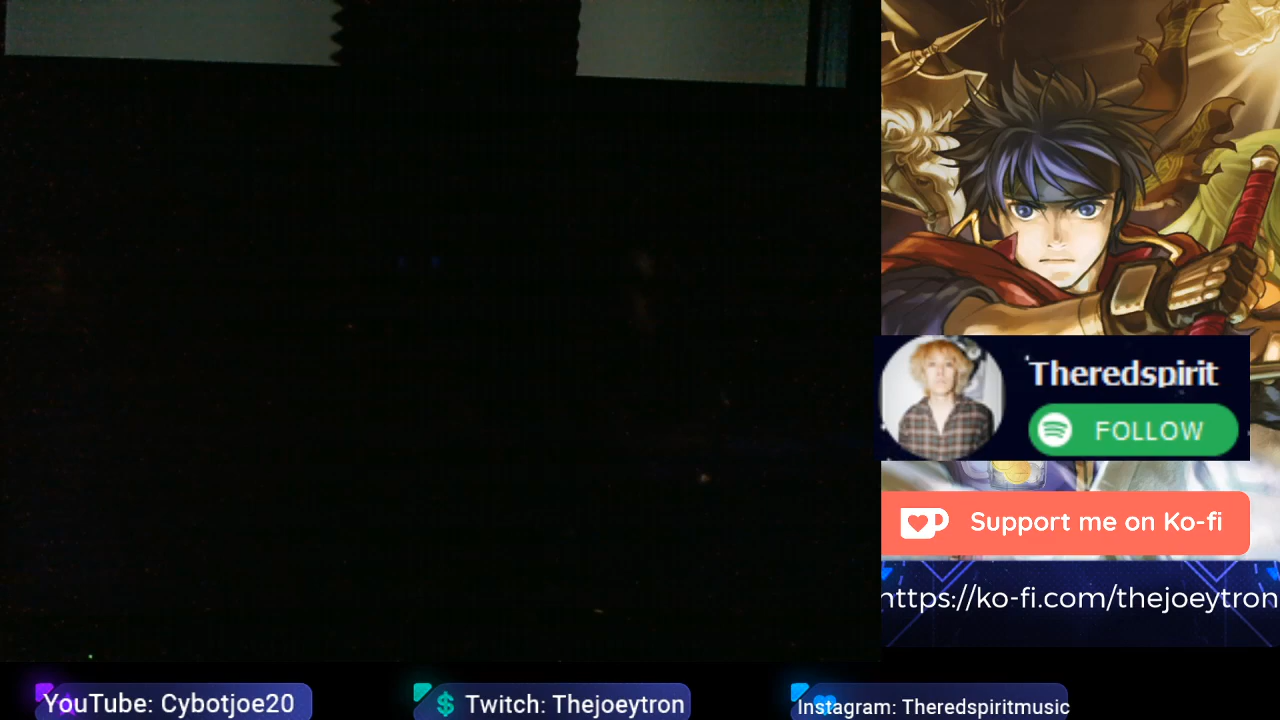 Theredspirit
FOLLOW
Support me on Ko-fi
https://ko-fi.com/thejoeytron
YouTube: Cybotjoe20
Twitch: Thejoeytron
Instagram: Theredspiritmusic